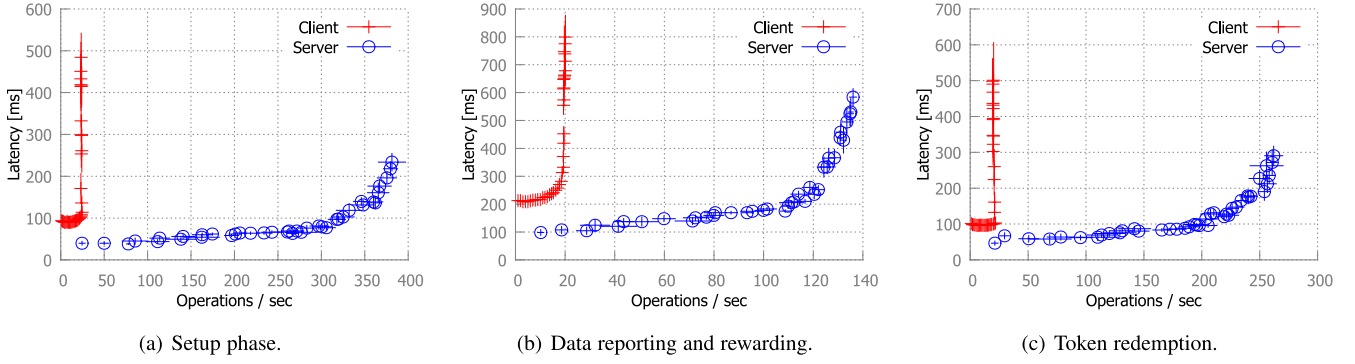 600
500
400
300
200
100
0
Latency [ms]
Client
Server
0 50 100 150 200 250 300 350 400
Operations / sec
(a) Setup phase.
900
800
700
600
500
400
300
200
100
0
Latency [ms]
Client
Server
0 20 40 60 80 100 120 140
Operations / sec
(b) Data reporting and rewarding.
700
600
500
400
300
200
100
0
Latency [ms]
Client
Server
0 50 100 150 200 250 300
Operations / sec
(c) Token redemption.